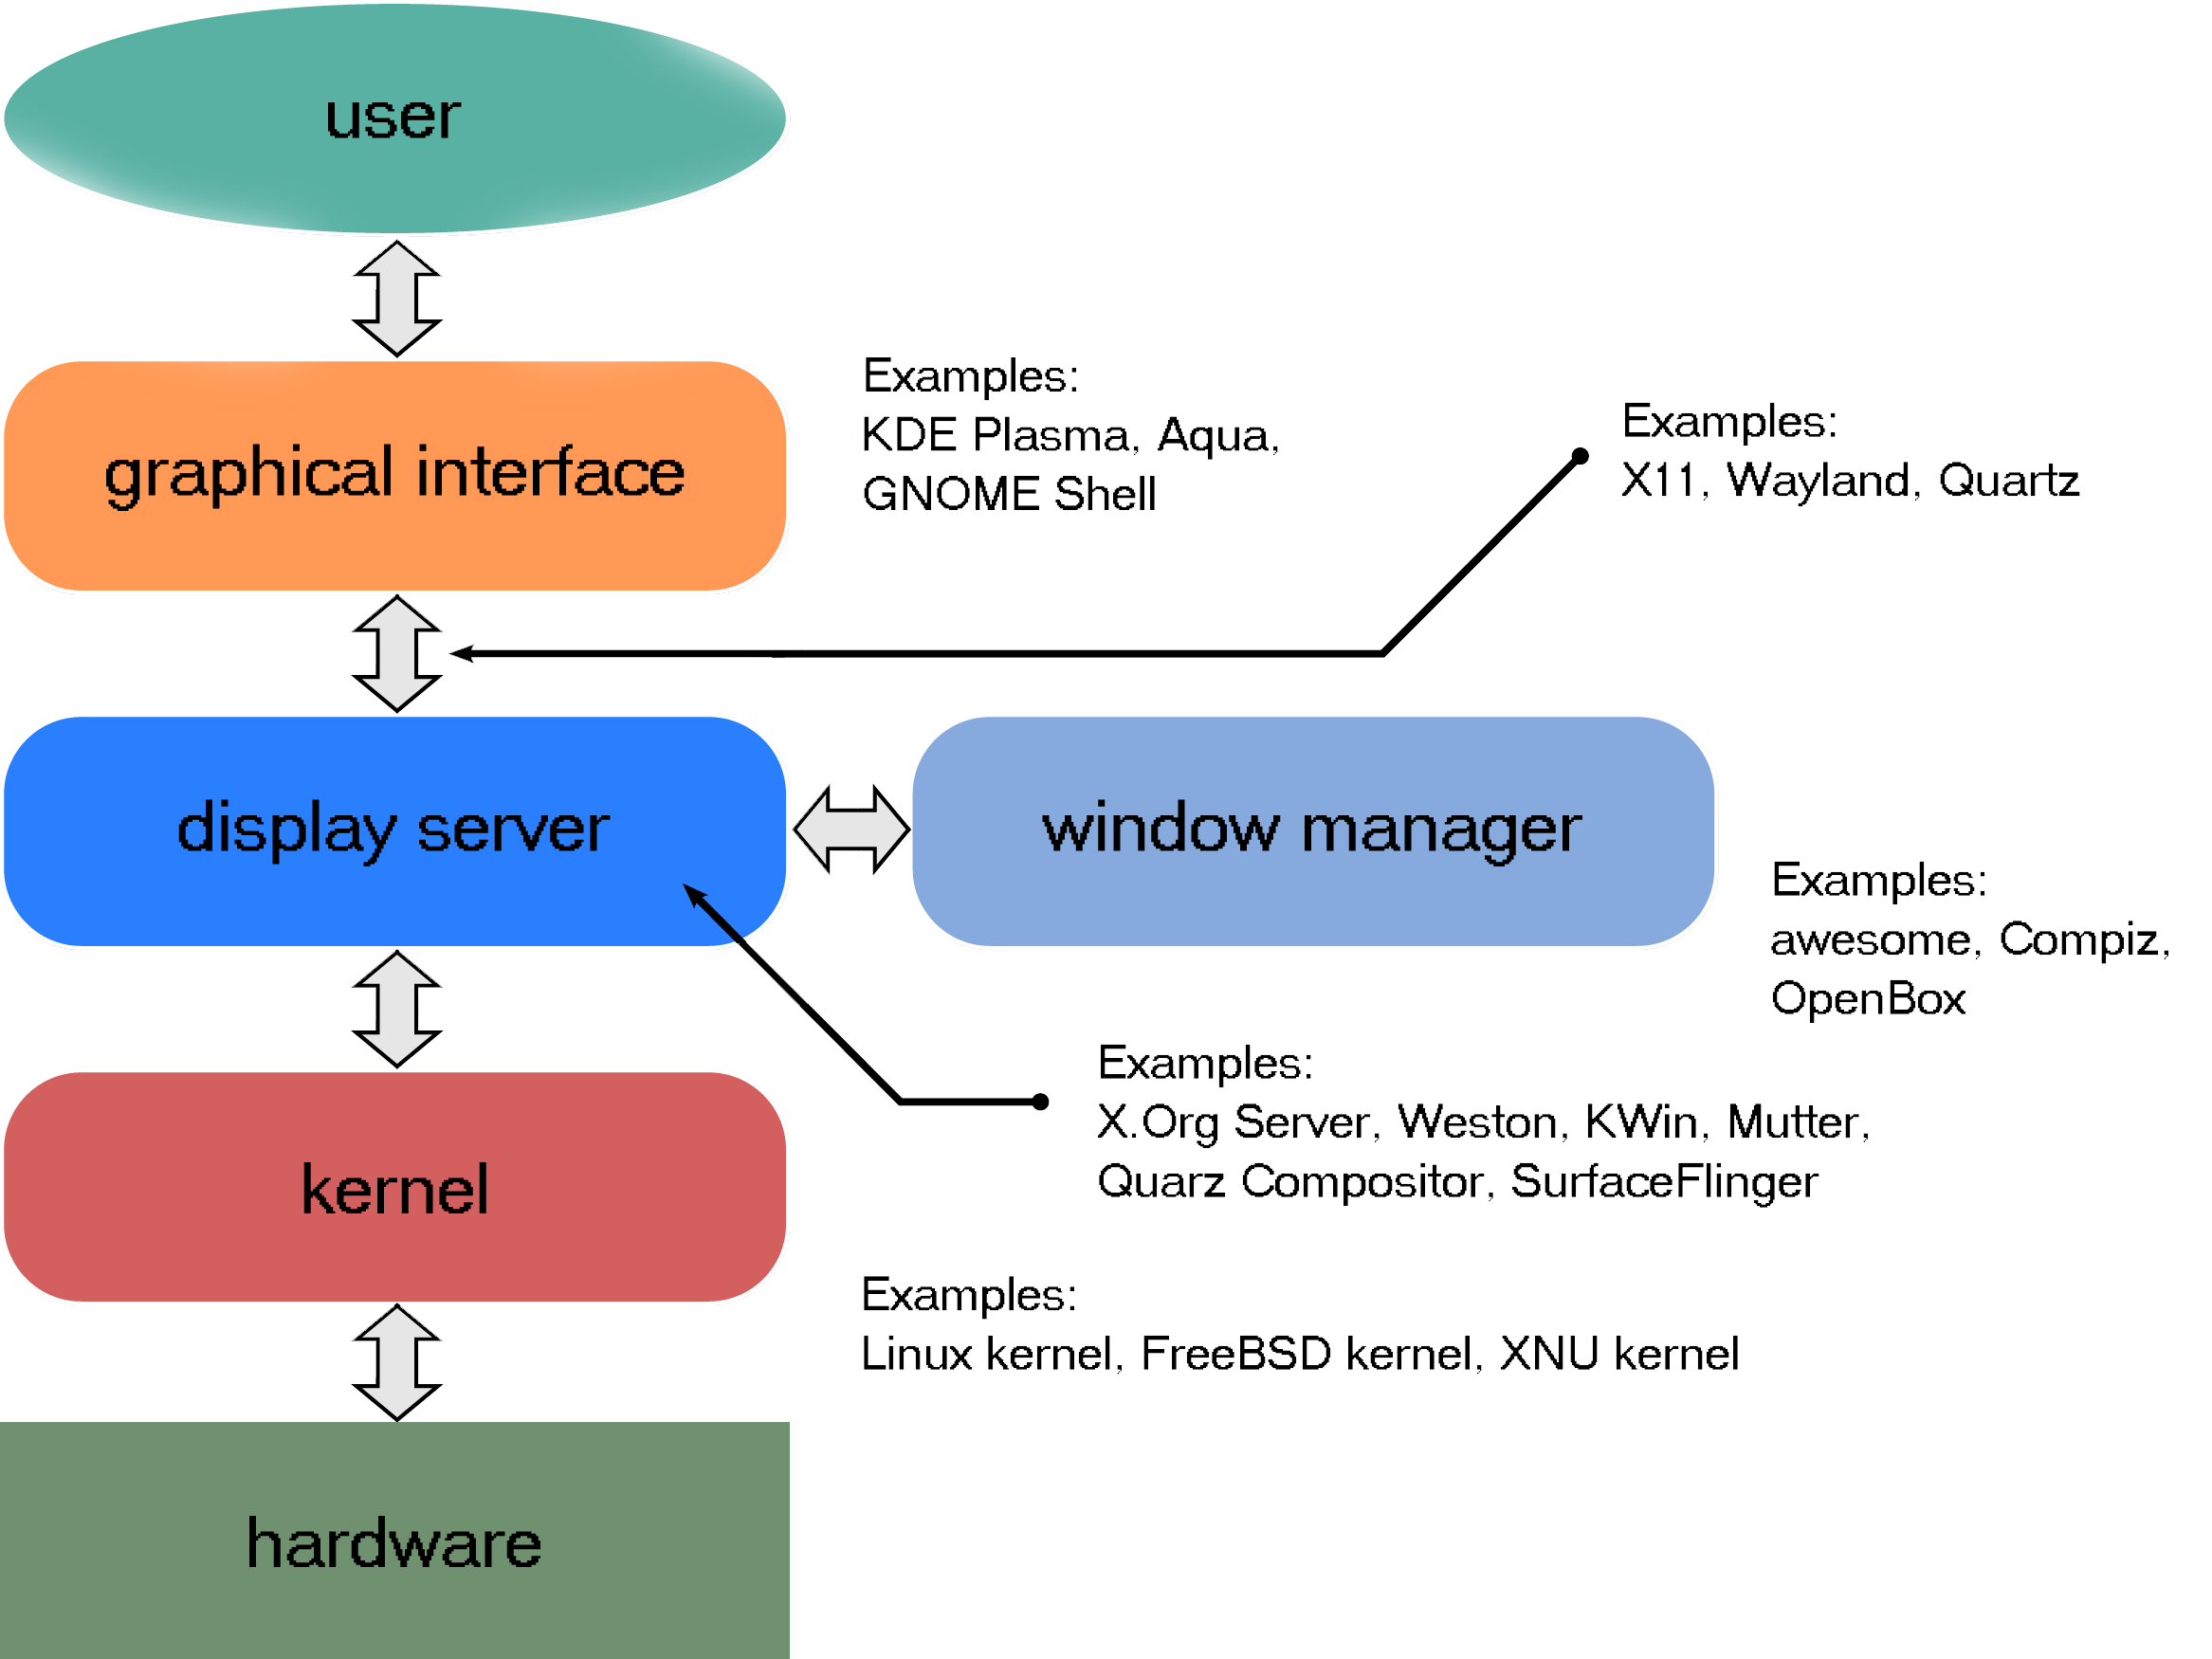 user
graphical interface
Examples:
KDE Plasma, Aqua,
GNOME Shell
Examples:
X11, Wayland, Quartz
display server
window manager
Examples:
awesome, Compiz,
OpenBox
Examples:
X.Org Server, Weston, KWin, Mutter,
Quarz Compositor, SurfaceFlinger
kernel
Examples:
Linux kernel, FreeBSD kernel, XNU kernel
hardware